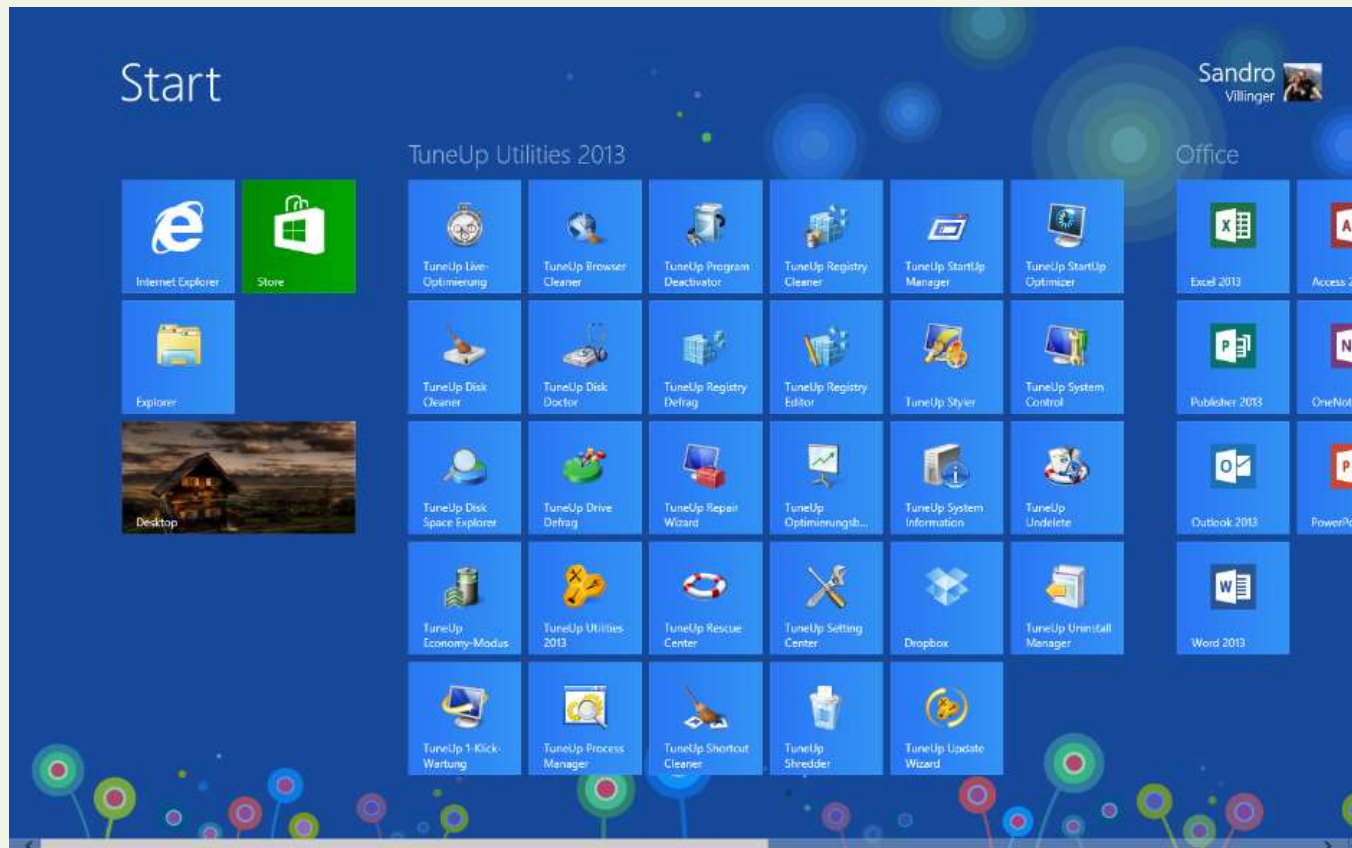 Start
Sandro
Villinger
TuneUp Utilities 2013
Office
Internet Explorer
Store
TuneUp Live-
Optimierung
TuneUp Browser
Cleaner
TuneUp Program
Deactivator
TuneUp Registry
Cleaner
TuneUp StartUp
Manager
TuneUp StartUp
Optimizer
Excel 2013
Access 2
Explorer
TuneUp Disk
Cleaner
TuneUp Disk
Doctor
TuneUp Registry
Defrag
TuneUp Registry
Editor
TuneUp Styler
TuneUp System
Control
Publisher 2013
OneNot
Desktop
TuneUp Disk
Space Explorer
TuneUp Drive
Defrag
TuneUp Repair
Wizard
TuneUp
Optimierungsb...
TuneUp System
Information
TuneUp
Undelete
Outlook 2013
PowerPo
TuneUp
Economy-Modus
TuneUp Utilities
2013
TuneUp Rescue
Center
TuneUp Setting
Center
Dropbox
TuneUp Uninstall
Manager
Word 2013
TuneUp 1-Klick-
Wartung
TuneUp Process
Manager
TuneUp Shortcut
Cleaner
TuneUp
Shredder
TuneUp Update
Wizard